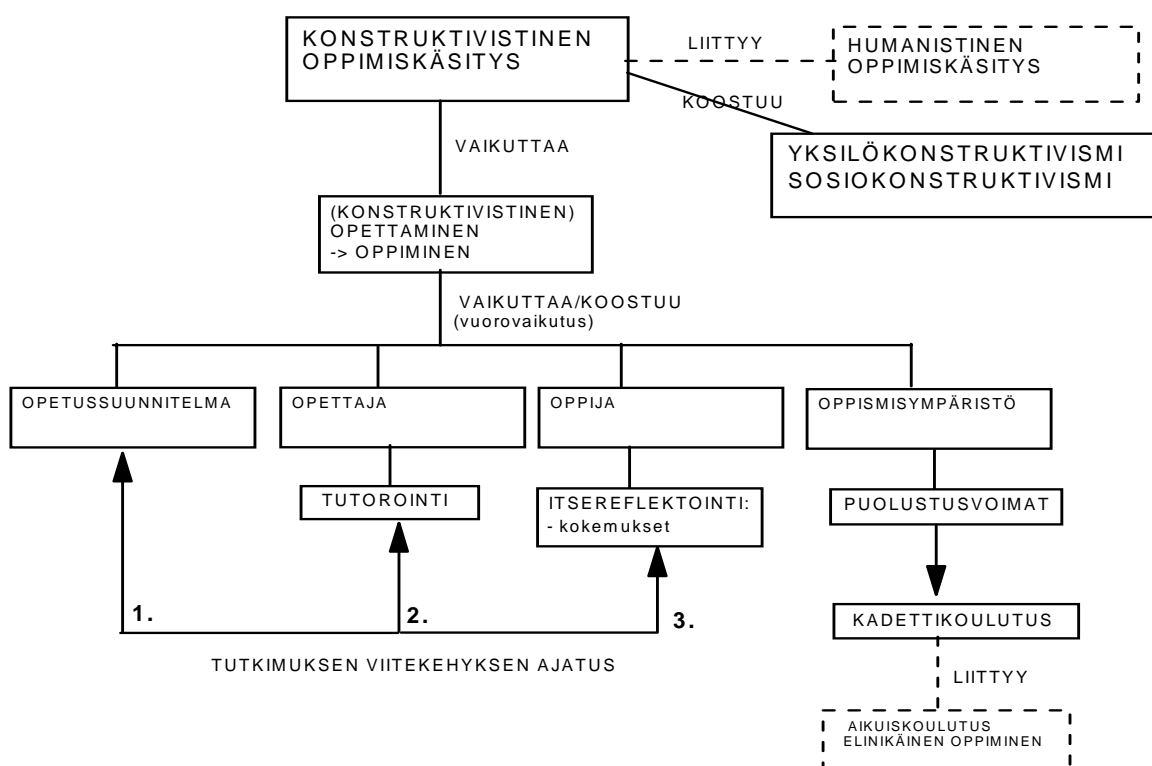 KONSTRUKTIVISTINEN
OPPIMISKÄSITYS
LIITTYY
HUMANISTINEN
OPPIMISKÄSITYS
KOOSTUU
YKSILÖKONSTRUKTIVISMI
SOSIOKONSTRUKTIVISMI
VAIKUTTAA
(KONSTRUKTIVISTINEN)
OPETTAMINEN
-> OPPIMINEN
VAIKUTTAA/KOOSTUU
(vuorovaikutus)
OPETUSSUUNNITELMA
OPETTAJA
OPPIJA
OPPISMISYMPÄRISTÖ
TUTOROINTI
ITSEREFLEKTOINTI:
- kokemukset
PUOLUSTUSVOIMAT
1.
2.
3.
KADETTIKOULUTUS
TUTKIMUKSEN VIITEKEHYKSEN AJATUS
LIITTYY
AIKUISKOULUTUS
ELINIKÄINEN OPPIMINEN